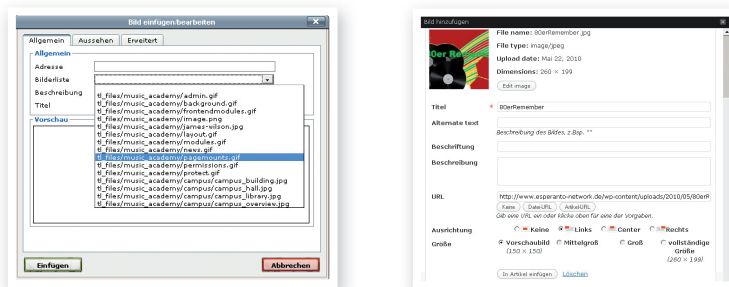 Bild einfügen/bearbeiten
Allgemein Aussehen Erweitert
Allgemein
Adresse
Bilderliste
Beschreibung
Titel
tl_files/music_academy/admin.gif
tl_files/music_academy/background.gif
tl_files/music_academy/frontendmodules.gif
tl_files/music_academy/image.png
tl_files/music_academy/james-wilson.jpg
tl_files/music_academy/layout.gif
tl_files/music_academy/modules.gif
tl_files/music_academy/news.gif
tl_files/music_academy/pagemounts.gif
tl_files/music_academy/permissions.gif
tl_files/music_academy/protect.gif
tl_files/music_academy/campus/campus_building.jpg
tl_files/music_academy/campus/campus_hall.jpg
tl_files/music_academy/campus/campus_library.jpg
tl_files/music_academy/campus/campus_overview.jpg
Vorschau
Einfügen Abbrechen
Bild hinzufügen
File name: 80erRemember.jpg
File type: image/jpeg
Upload date: Mai 22, 2010
Dimensions: 260 × 199
Edit image
Titel * 80erRemember
Alternate text
Beschreibung des Bildes, z.Bsp. ""
Beschriftung
Beschreibung
URL http://www.esperanto-network.de/wp-content/uploads/2010/05/80erR
Keine Datei-URL Artikel-URL
Gib eine URL ein oder klicke oben für eine der Vorgaben.
Ausrichtung Keine Links Center Rechts
Größe Vorschaubild (150 × 150) Mittelgroß Groß vollständige Größe (260 × 199)
In Artikel einfügen Löschen